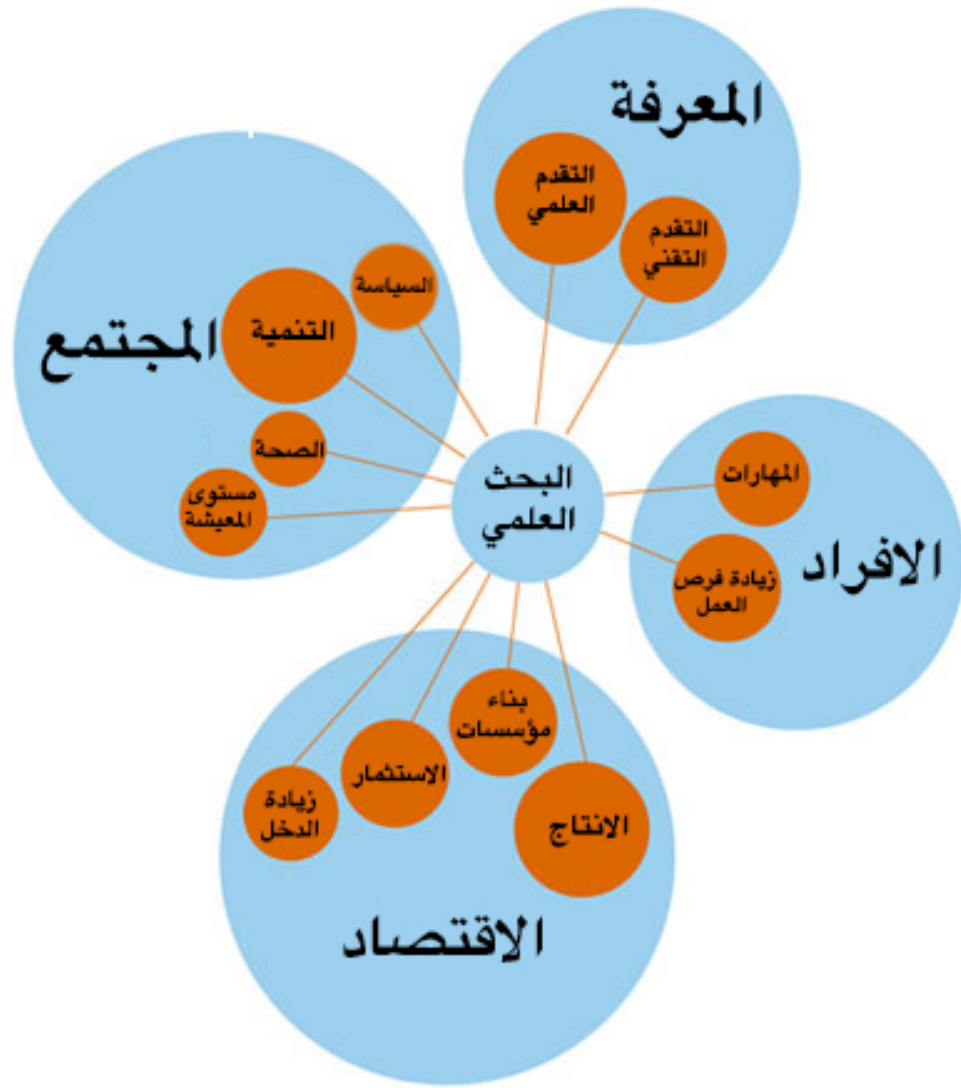 المعرفة
التقدم
العلمي
التقدم
التقني
المجتمع
السياسة
التنمية
الصحة
مستوى
المعيشة
البحث
العلمي
الافراد
المهارات
زيادة فرص
العمل
بناء
مؤسسات
الاستثمار
زيادة
الدخل
الانتاج
الاقتصاد